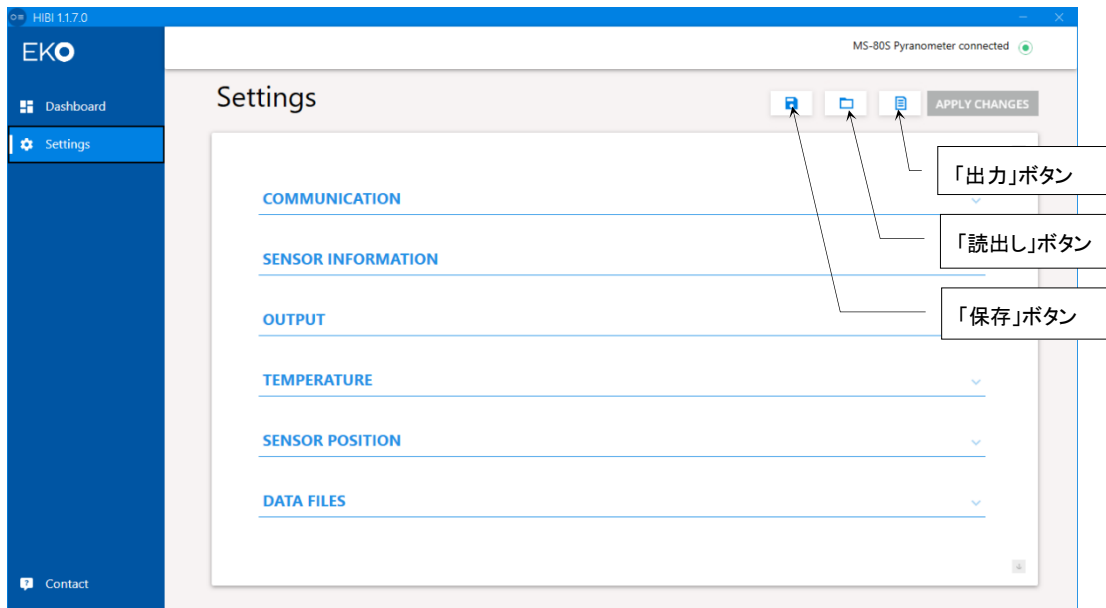 HIBI 1.1.7.0
EKO
MS-80S Pyranometer connected
Dashboard
Settings
Settings
APPLY CHANGES
「出力」ボタン
COMMUNICATION
「読出し」ボタン
SENSOR INFORMATION
「保存」ボタン
OUTPUT
TEMPERATURE
SENSOR POSITION
DATA FILES
Contact